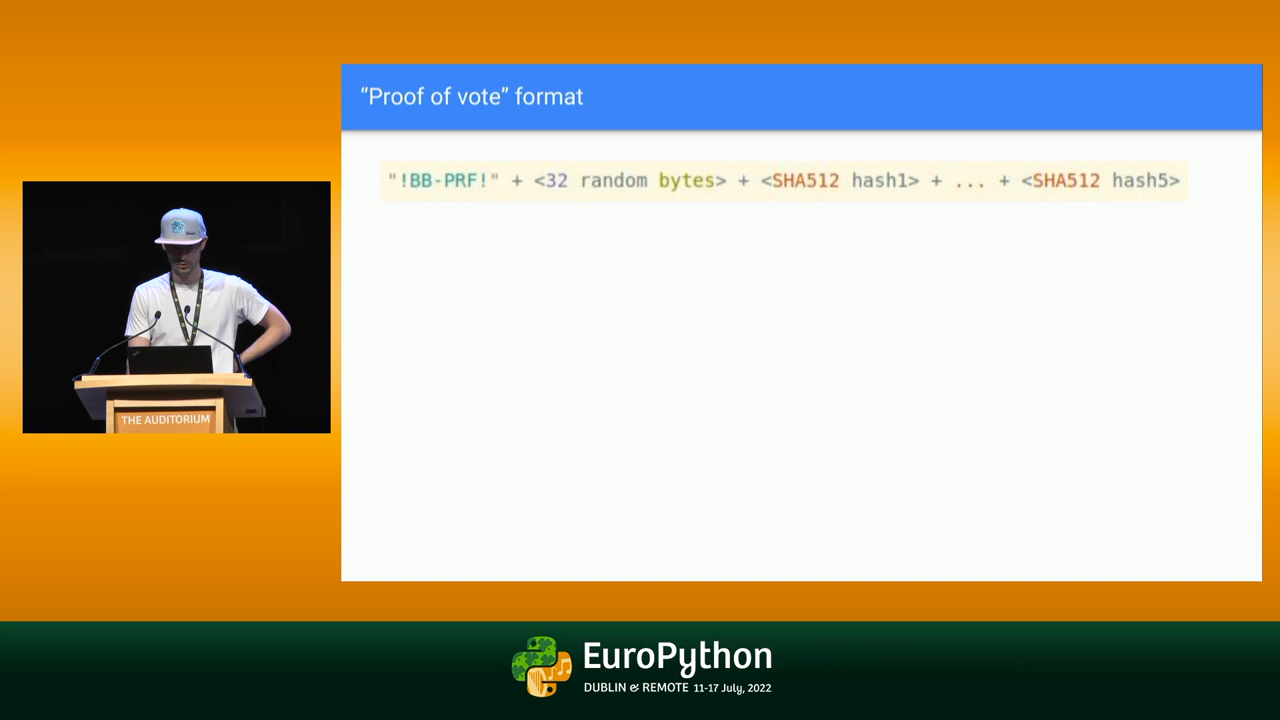 “Proof of vote” format
"!BB-PRF!" + <32 random bytes> + <SHA512 hash1> + ... + <SHA512 hash5>
THE AUDITORIUM
EuroPython
DUBLIN & REMOTE 11-17 July, 2022